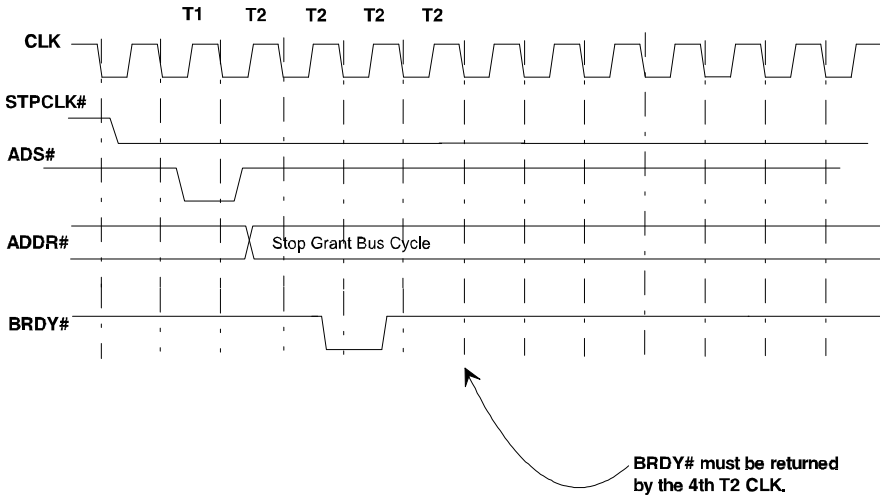 T1 T2 T2 T2 T2
CLK
STPCLK#
ADS#
ADDR#
Stop Grant Bus Cycle
BRDY#
BRDY# must be returned
by the 4th T2 CLK.